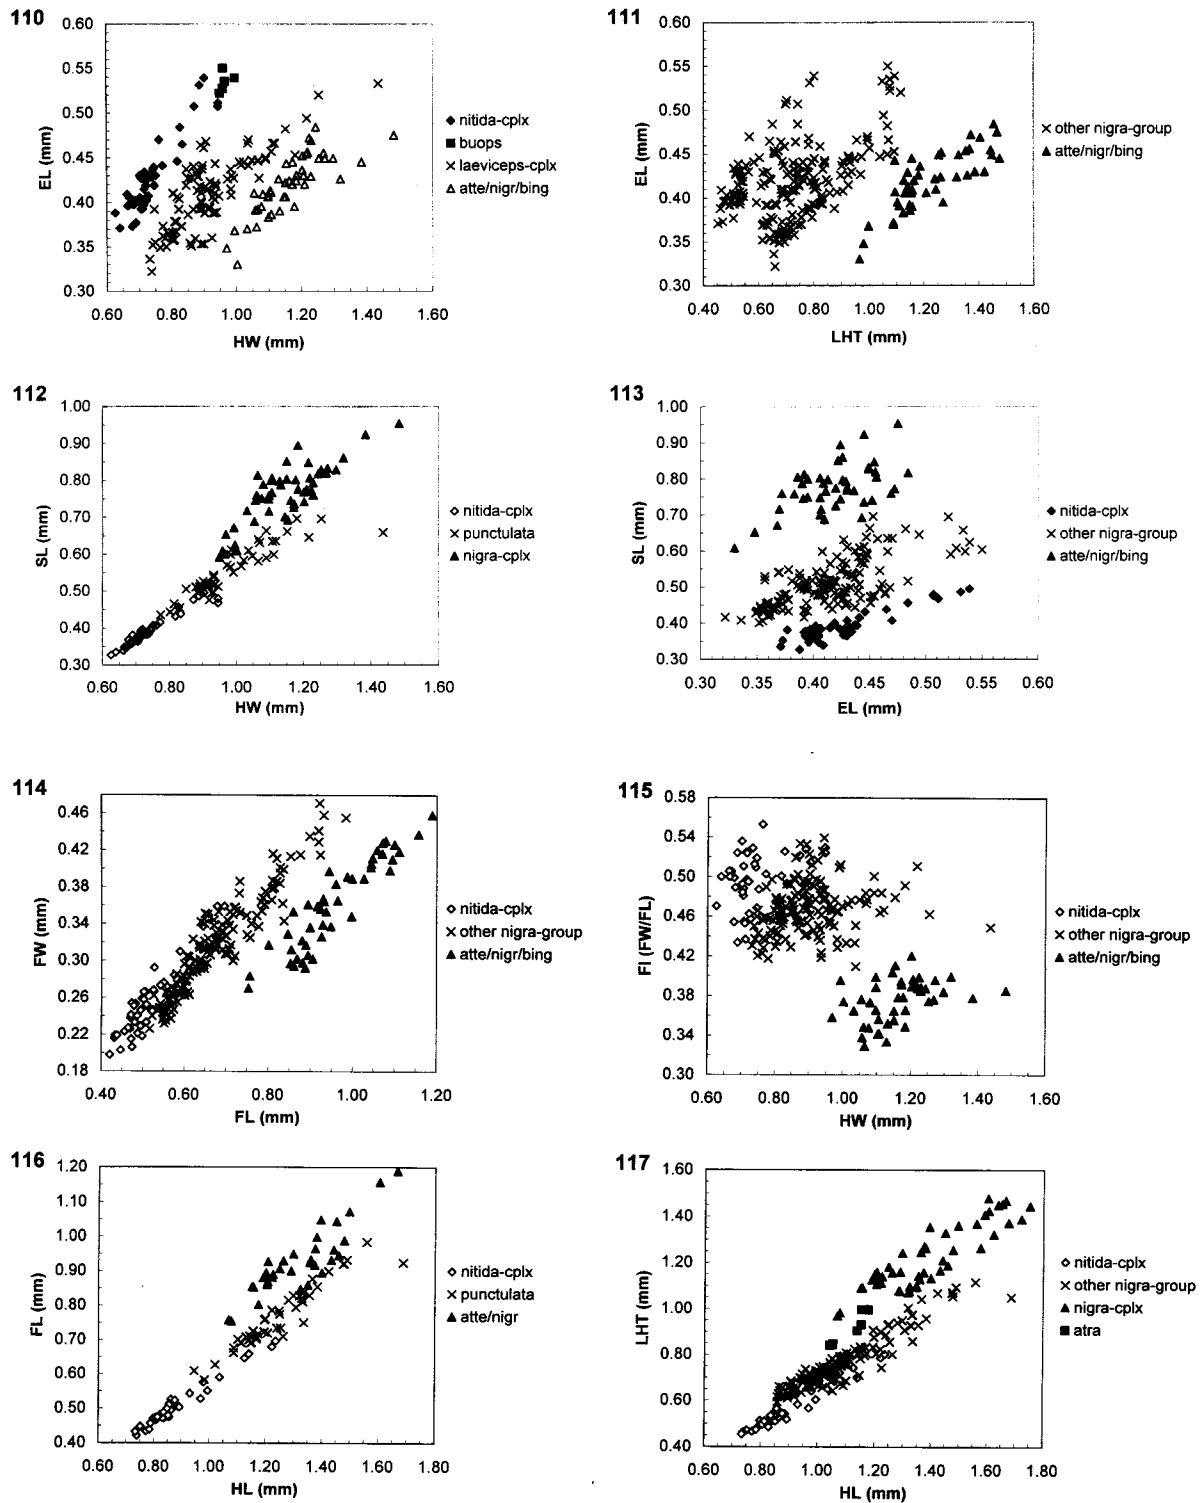 110
EL (mm)
0.60
0.55
0.50
0.45
0.40
0.35
0.30
0.60 0.80 1.00 1.20 1.40 1.60
HW (mm)
nitida-cplx
buops
laeviceps-cplx
atte/nigr/bing
111
EL (mm)
0.60
0.55
0.50
0.45
0.40
0.35
0.30
0.40 0.60 0.80 1.00 1.20 1.40 1.60
LHT (mm)
other nigra-group
atte/nigr/bing
112
SL (mm)
1.00
0.90
0.80
0.70
0.60
0.50
0.40
0.30
0.60 0.80 1.00 1.20 1.40 1.60
HW (mm)
nitida-cplx
punctulata
nigra-cplx
113
SL (mm)
1.00
0.90
0.80
0.70
0.60
0.50
0.40
0.30
0.30 0.35 0.40 0.45 0.50 0.55 0.60
EL (mm)
nitida-cplx
other nigra-group
atte/nigr/bing
114
FW (mm)
0.46
0.42
0.38
0.34
0.30
0.26
0.22
0.18
0.40 0.60 0.80 1.00 1.20
FL (mm)
nitida-cplx
other nigra-group
atte/nigr/bing
115
FI (FW/FL)
0.58
0.54
0.50
0.46
0.42
0.38
0.34
0.30
0.60 0.80 1.00 1.20 1.40 1.60
HW (mm)
nitida-cplx
other nigra-group
atte/nigr/bing
116
FL (mm)
1.20
1.10
1.00
0.90
0.80
0.70
0.60
0.50
0.40
0.60 0.80 1.00 1.20 1.40 1.60 1.80
HL (mm)
nitida-cplx
punctulata
atte/nigr
117
LHT (mm)
1.60
1.40
1.20
1.00
0.80
0.60
0.40
0.60 0.80 1.00 1.20 1.40 1.60 1.80
HL (mm)
nitida-cplx
other nigra-group
nigra-cplx
atra